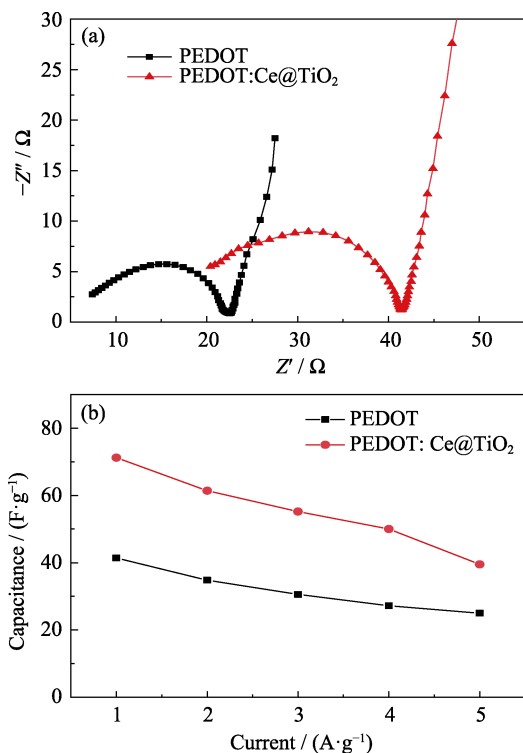 (a)
PEDOT
PEDOT:Ce@TiO₂
30
25
20
15
10
5
0
−Z″ / Ω
10 20 30 40 50
Z′ / Ω
(b)
PEDOT
PEDOT: Ce@TiO₂
80
60
40
20
0
Capacitance / (F·g⁻¹)
1 2 3 4 5
Current / (A·g⁻¹)